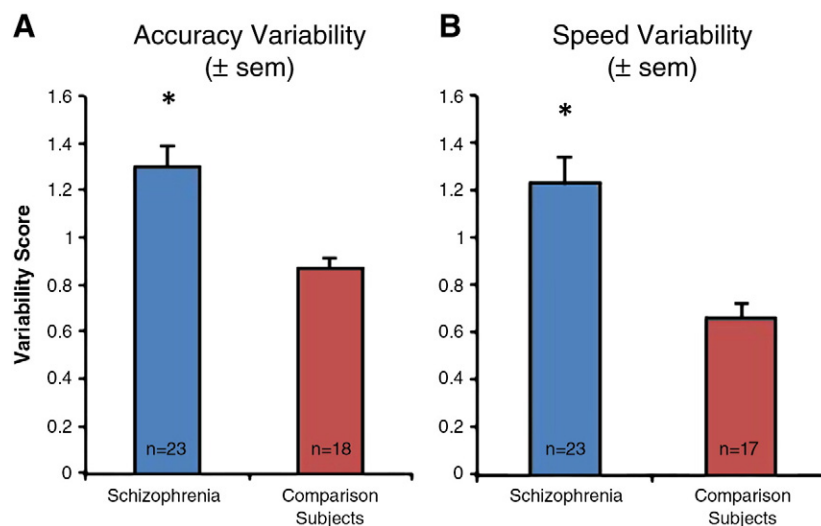 A
Accuracy Variability
(± sem)
*
1.6
1.4
1.2
1
0.8
0.6
0.4
0.2
0
Variability Score
n=23
n=18
Schizophrenia
Comparison
Subjects
B
Speed Variability
(± sem)
*
1.6
1.4
1.2
1
0.8
0.6
0.4
0.2
0
n=23
n=17
Schizophrenia
Comparison
Subjects